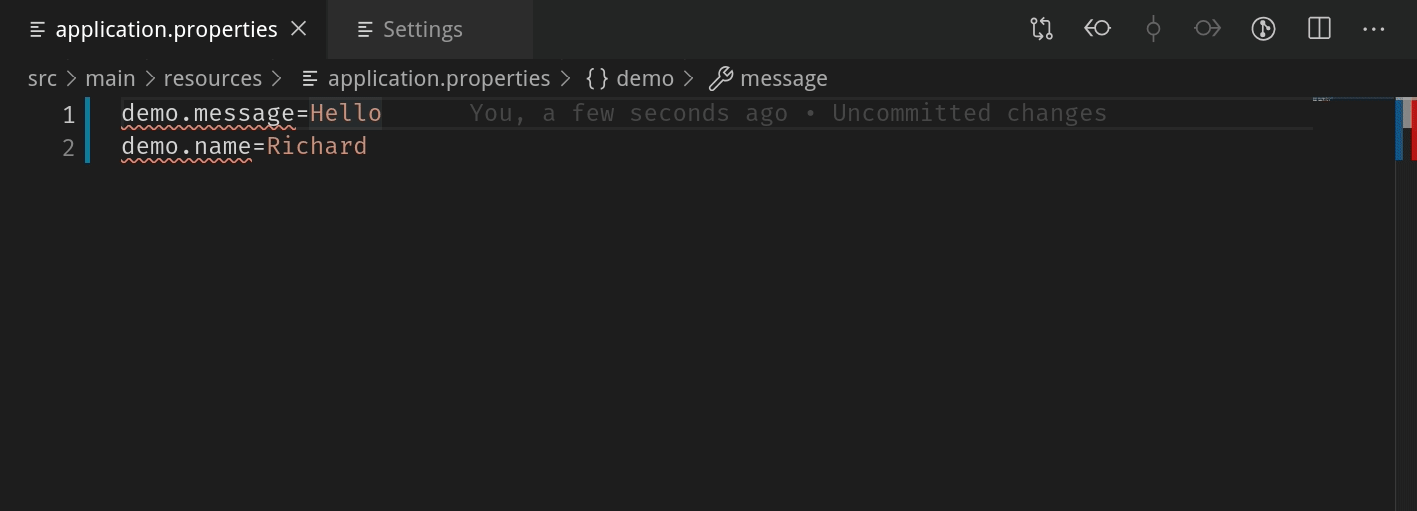 application.properties Settings
src main resources application.properties {} demo message
1 demo.message=Hello You, a few seconds ago • Uncommitted changes
2 demo.name=Richard